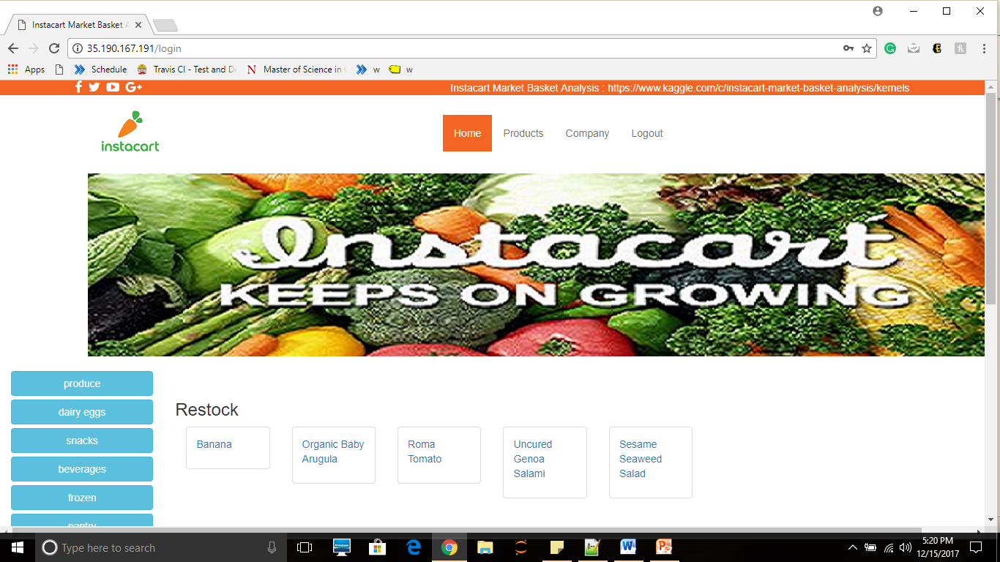 Instacart Market Basket A
35.190.167.191/login
Apps
Schedule
Travis CI - Test and De
Master of Science in
w
w
Instacart Market Basket Analysis : https://www.kaggle.com/c/instacart-market-basket-analysis/kernels
instacart
Home
Products
Company
Logout
Instacart
KEEPS ON GROWING
produce
dairy eggs
snacks
beverages
frozen
pantry
Restock
Banana
Organic Baby
Arugula
Roma
Tomato
Uncured
Genoa
Salami
Sesame
Seaweed
Salad
Type here to search
5:20 PM
12/15/2017